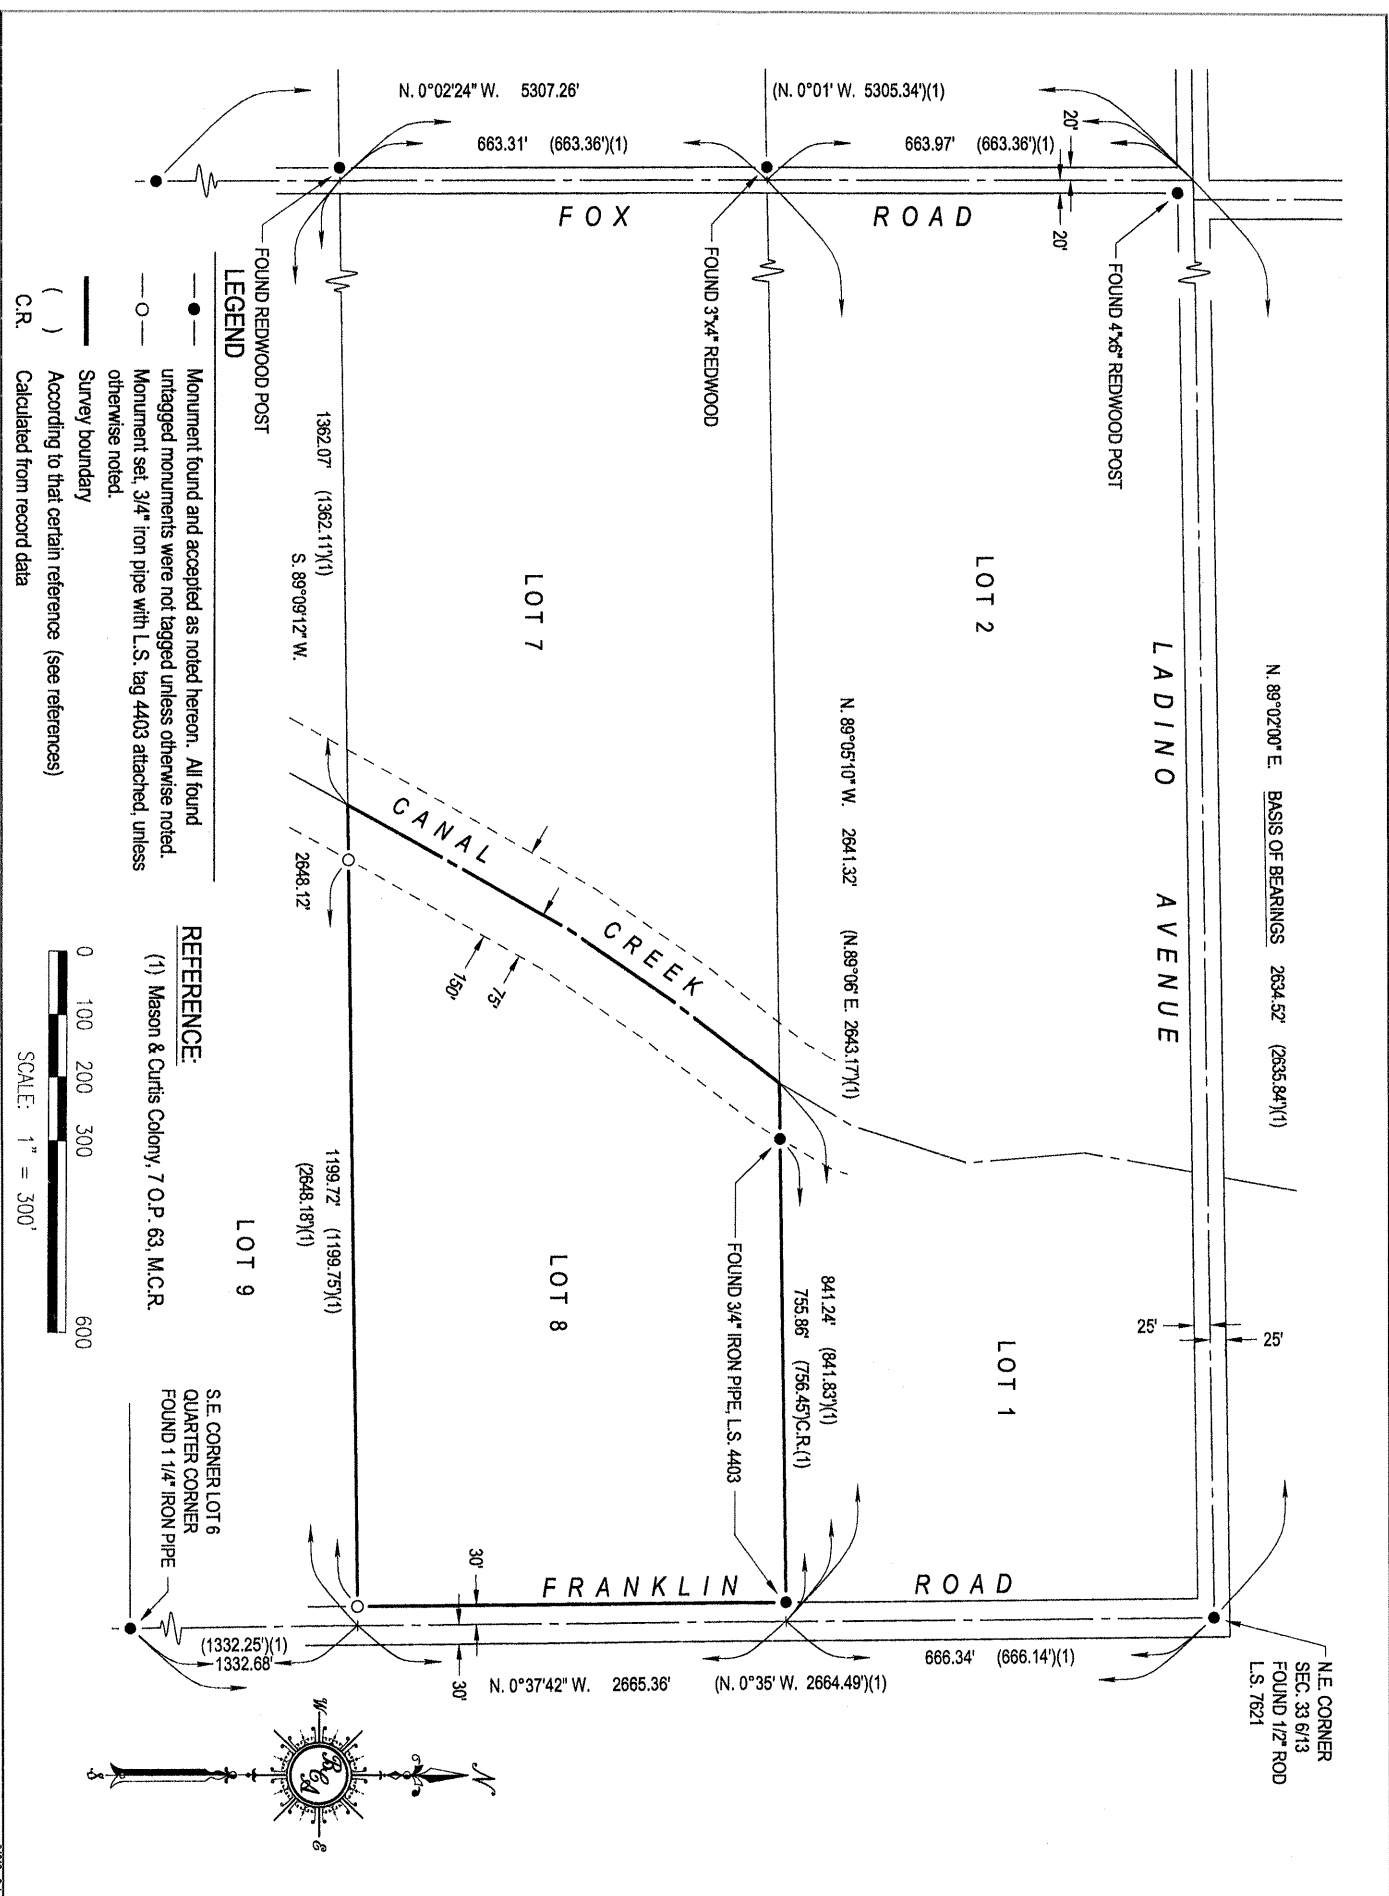 N. 89°02'00" E. BASIS OF BEARINGS 2634.52' (2635.84')(1)
N.E. CORNER
SEC. 33 6/13
FOUND 1/2" ROD
L.S. 7621
LADINO AVENUE
25'
25'
20'
20'
FOUND 4"x6" REDWOOD POST
(N. 0°01' W. 5305.34')(1)
663.97' (663.36')(1)
FOX ROAD
LOT 2
LOT 1
666.34' (666.14')(1)
N. 89°05'10" W. 2641.32' (N.89°06' E. 2643.17')(1)
841.24' (841.83')(1)
755.86' (756.45')C.R.(1)
FOUND 3"x4" REDWOOD
FOUND 3/4" IRON PIPE, L.S. 4403
N. 0°02'24" W. 5307.26'
663.31' (663.36')(1)
LOT 7
CANAL CREEK
75'
150'
LOT 8
FRANKLIN ROAD
30'
30'
N. 0°37'42" W. 2665.36' (N. 0°35' W. 2664.49')(1)
FOUND REDWOOD POST
1362.07' (1362.11')(1)
S. 89°09'12" W.
2648.12'
1199.72' (1199.75')(1)
(2648.18')(1)
LOT 9
(1332.25')(1)
1332.68'
S.E. CORNER LOT 6
QUARTER CORNER
FOUND 1 1/4" IRON PIPE
LEGEND
Monument found and accepted as noted hereon. All found
untagged monuments were not tagged unless otherwise noted.
Monument set, 3/4" iron pipe with L.S. tag 4403 attached, unless
otherwise noted.
Survey boundary
( ) According to that certain reference (see references)
C.R. Calculated from record data
REFERENCE:
(1) Mason & Curtis Colony, 7 O.P. 63, M.C.R.
0 100 200 300 600
SCALE: 1" = 300'
N
W
E
S
BCA